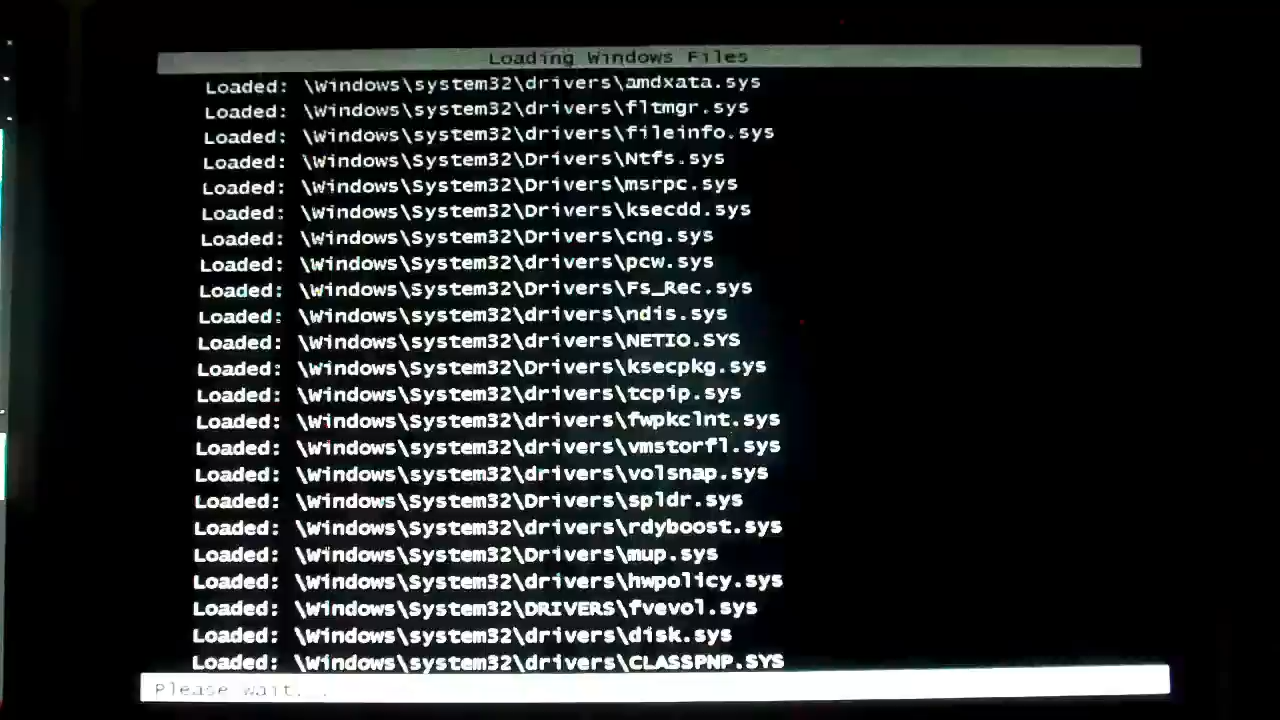 Loading Windows Files
Loaded: \Windows\system32\drivers\amdxata.sys
Loaded: \Windows\system32\drivers\fltmgr.sys
Loaded: \Windows\system32\drivers\fileinfo.sys
Loaded: \Windows\System32\Drivers\Ntfs.sys
Loaded: \Windows\System32\Drivers\msrpc.sys
Loaded: \Windows\System32\Drivers\ksecdd.sys
Loaded: \Windows\System32\Drivers\cng.sys
Loaded: \Windows\System32\drivers\pcw.sys
Loaded: \Windows\System32\Drivers\Fs_Rec.sys
Loaded: \Windows\system32\drivers\ndis.sys
Loaded: \Windows\system32\drivers\NETIO.SYS
Loaded: \Windows\System32\Drivers\ksecpkg.sys
Loaded: \Windows\System32\drivers\tcpip.sys
Loaded: \Windows\System32\drivers\fwpkclnt.sys
Loaded: \Windows\system32\drivers\vmstorfl.sys
Loaded: \Windows\system32\drivers\volsnap.sys
Loaded: \Windows\System32\Drivers\spldr.sys
Loaded: \Windows\System32\drivers\rdyboost.sys
Loaded: \Windows\System32\Drivers\mup.sys
Loaded: \Windows\System32\drivers\hwpolicy.sys
Loaded: \Windows\System32\DRIVERS\fvevol.sys
Loaded: \Windows\system32\drivers\disk.sys
Loaded: \Windows\system32\drivers\CLASSPNP.SYS
Please wait...